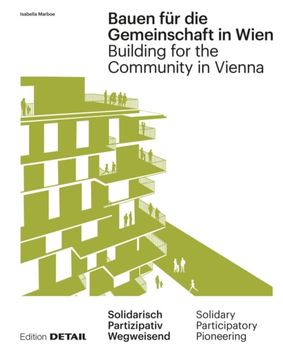 Isabella Marboe
Bauen für die
Gemeinschaft in Wien
Building for the
Community in Vienna
Solidarisch
Partizipativ
Wegweisend
Solidary
Participatory
Pioneering
Edition DETAIL